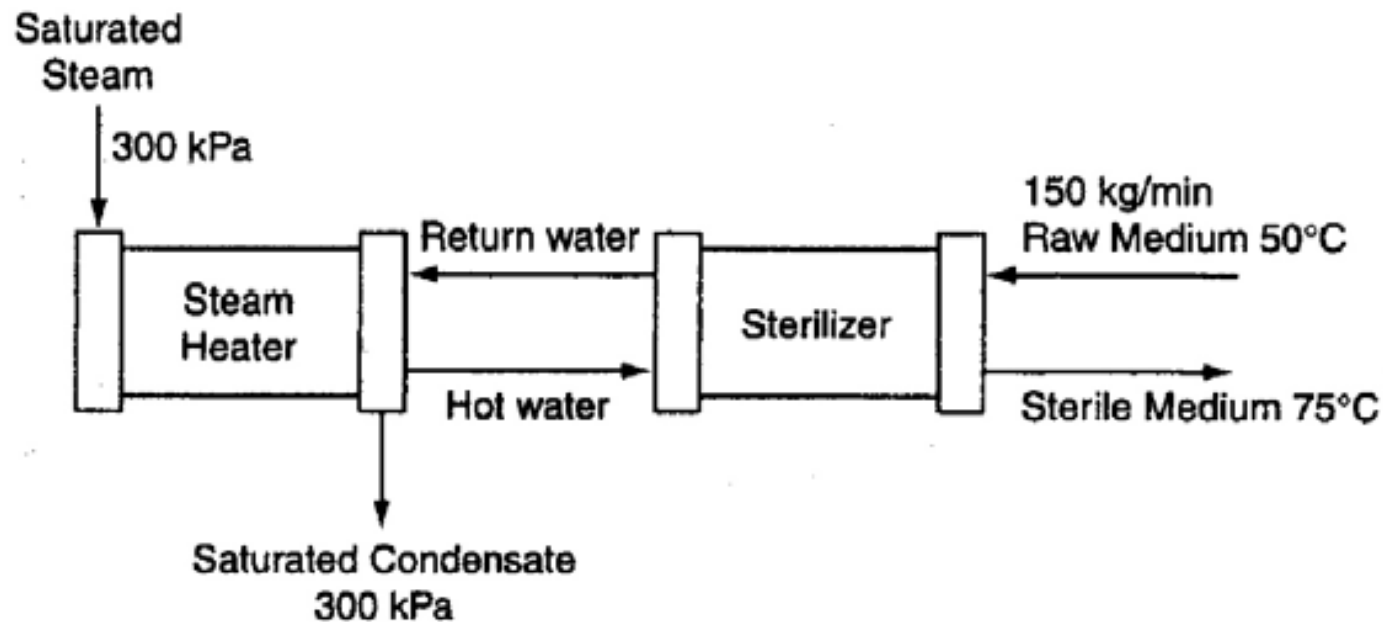 Saturated
Steam
300 kPa
150 kg/min
Raw Medium 50°C
Return water
Steam
Heater
Sterilizer
Hot water
Sterile Medium 75°C
Saturated Condensate
300 kPa